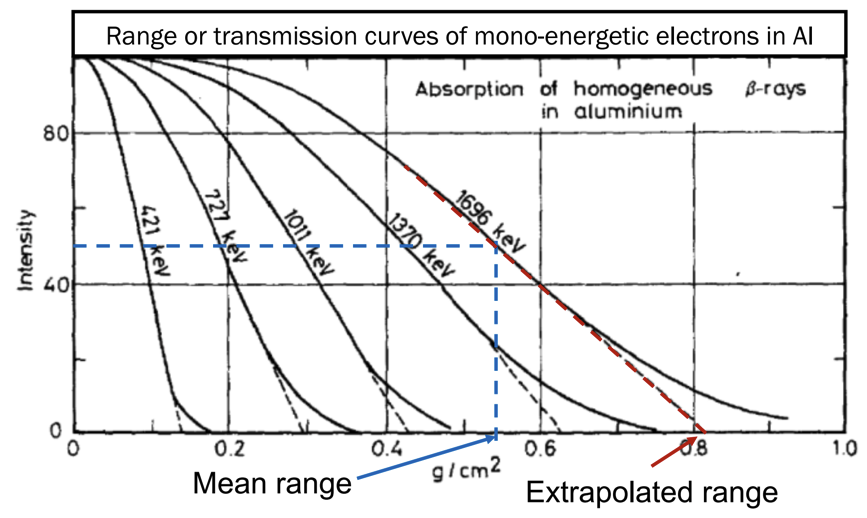 Range or transmission curves of mono-energetic electrons in Al
Absorption of homogeneous β-rays
in aluminium
80
40
0
Intensity
421 keV
727 keV
1011 keV
1370 keV
1696 keV
0
0.2
0.4
0.6
0.8
1.0
g/cm²
Mean range
Extrapolated range